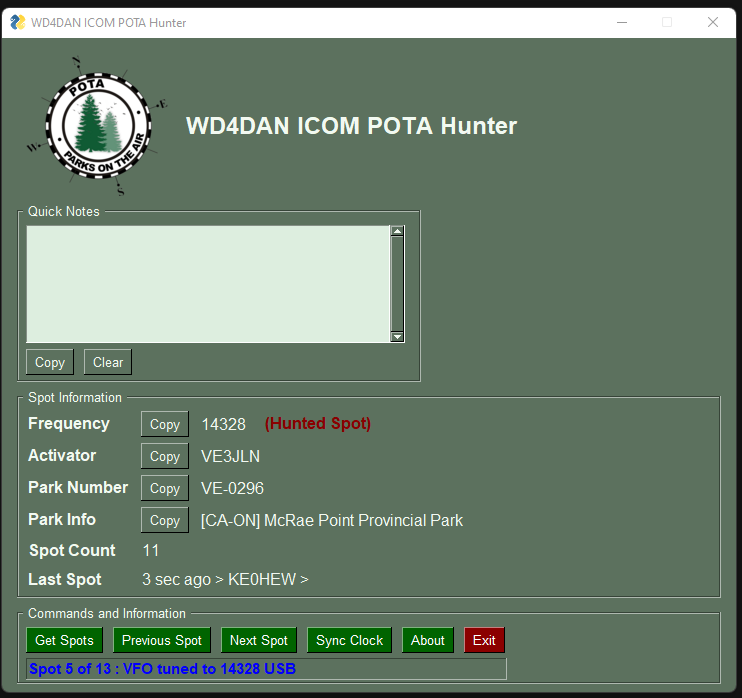 WD4DAN ICOM POTA Hunter
N
POTA
E
W
PARKS ON THE AIR
S
WD4DAN ICOM POTA Hunter
Quick Notes
Copy Clear
Spot Information
Frequency Copy 14328 (Hunted Spot)
Activator Copy VE3JLN
Park Number Copy VE-0296
Park Info Copy [CA-ON] McRae Point Provincial Park
Spot Count 11
Last Spot 3 sec ago > KE0HEW >
Commands and Information
Get Spots Previous Spot Next Spot Sync Clock About Exit
Spot 5 of 13 : VFO tuned to 14328 USB